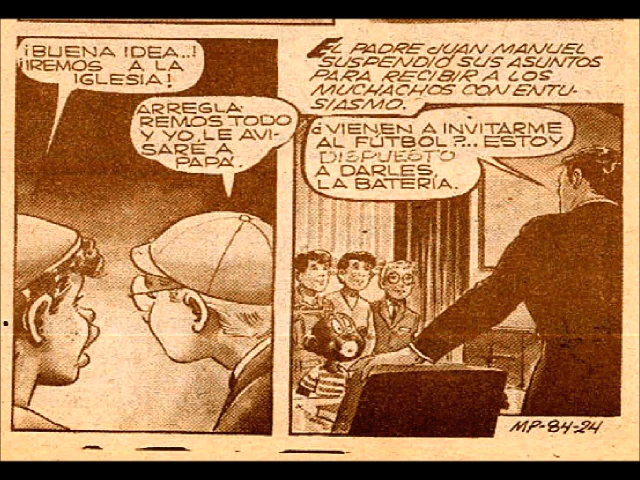 ¡BUENA IDEA..!
¡IREMOS A LA
IGLESIA!
ARREGLA-
REMOS TODO
Y YO, LE AVI-
SARÉ A
PAPÁ.
EL PADRE JUAN MANUEL
SUSPENDIÓ SUS ASUNTOS
PARA RECIBIR A LOS
MUCHACHOS CON ENTU-
SIASMO.
¿VIENEN A INVITARME
AL FÚTBOL?... ESTOY
DISPUESTO
A DARLES
LA BATERÍA.
MP-84-24